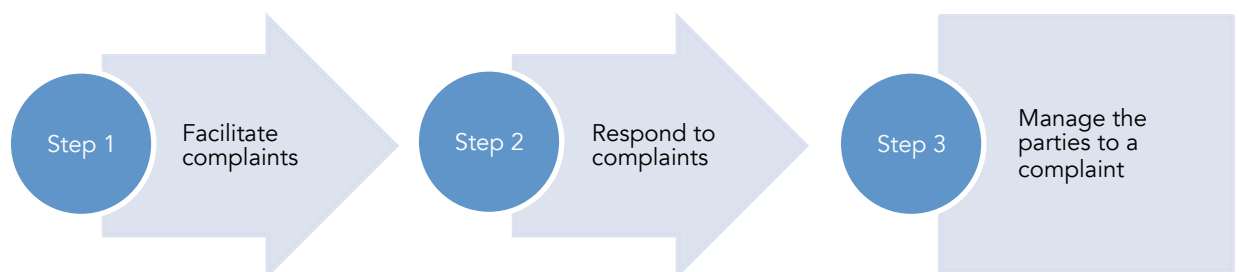 Step 1
Facilitate
complaints
Step 2
Respond to
complaints
Step 3
Manage the
parties to a
complaint